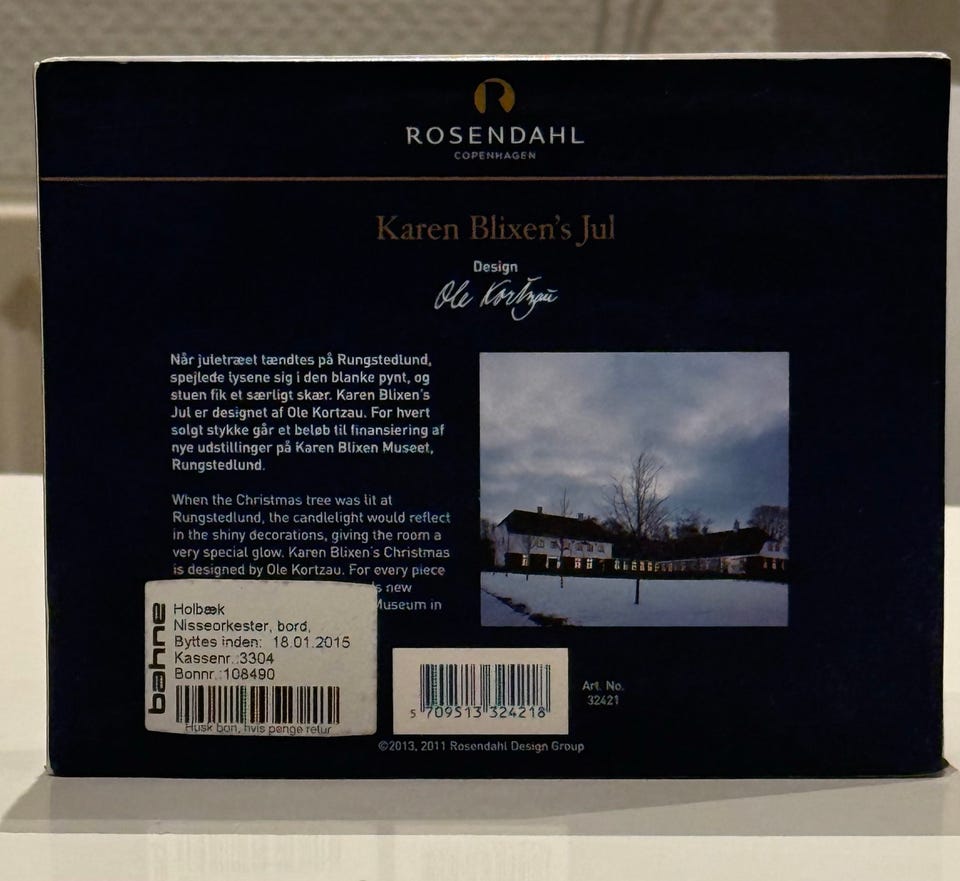 ROSENDAHL
COPENHAGEN
Karen Blixen's Jul
Design
Ole Kortzau
Når juletræet tændtes på Rungstedlund,
spejlede lysene sig i den blanke pynt, og
stuen fik et særligt skær. Karen Blixen's
Jul er designet af Ole Kortzau. For hvert
solgt stykke går et beløb til finansiering af
nye udstillinger på Karen Blixen Museet,
Rungstedlund.
When the Christmas tree was lit at
Rungstedlund, the candlelight would reflect
in the shiny decorations, giving the room a
very special glow. Karen Blixen's Christmas
is designed by Ole Kortzau. For every piece
s new
Museum in
bahne
Holbæk
Nisseorkester, bord,
Byttes inden: 18.01.2015
Kassenr.:3304
Bonnr.:108490
Husk bon, hvis penge retur
5 709513 324218
Art. No.
32421
©2013, 2011 Rosendahl Design Group